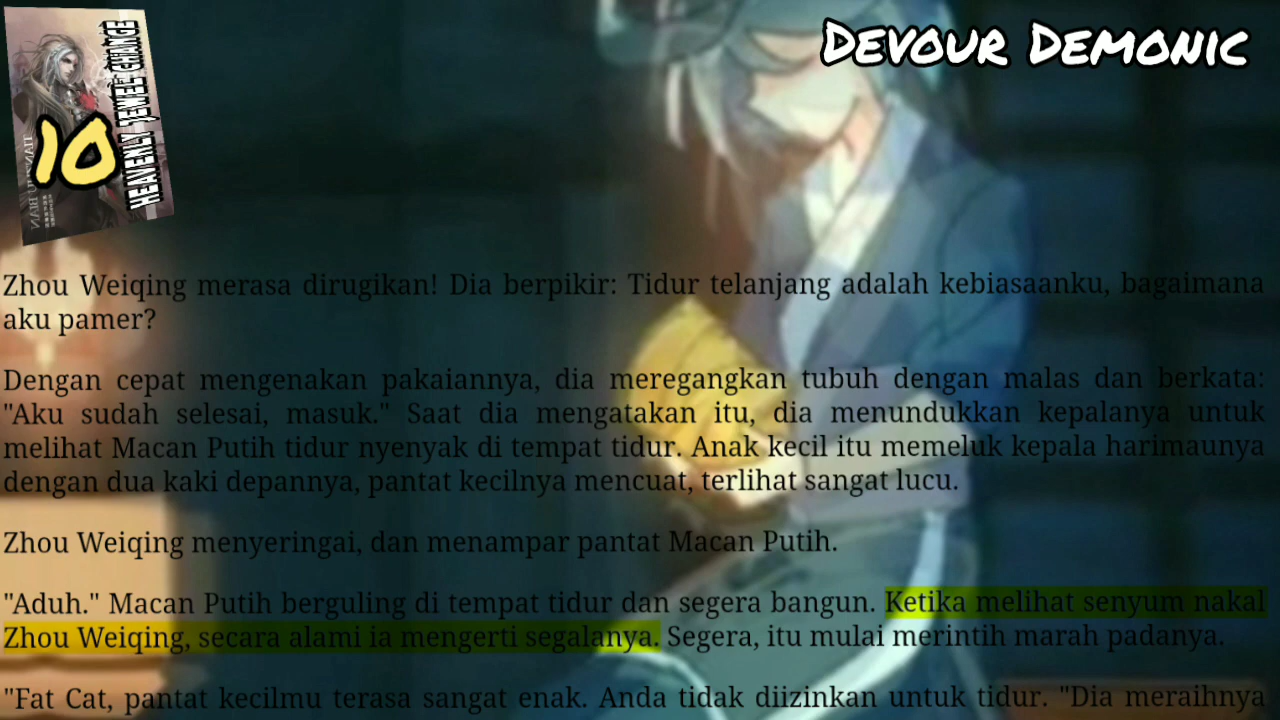 Devour Demonic
HEAVENLY JEWEL CHANGE
10
Zhou Weiqing merasa dirugikan! Dia berpikir: Tidur telanjang adalah kebiasaanku, bagaimana
aku pamer?
Dengan cepat mengenakan pakaiannya, dia meregangkan tubuh dengan malas dan berkata:
"Aku sudah selesai, masuk." Saat dia mengatakan itu, dia menundukkan kepalanya untuk
melihat Macan Putih tidur nyenyak di tempat tidur. Anak kecil itu memeluk kepala harimaunya
dengan dua kaki depannya, pantat kecilnya mencuat, terlihat sangat lucu.
Zhou Weiqing menyeringai, dan menampar pantat Macan Putih.
"Aduh." Macan Putih berguling di tempat tidur dan segera bangun. Ketika melihat senyum nakal
Zhou Weiqing, secara alami ia mengerti segalanya. Segera, itu mulai merintih marah padanya.
"Fat Cat, pantat kecilmu terasa sangat enak. Anda tidak diizinkan untuk tidur. "Dia meraihnya